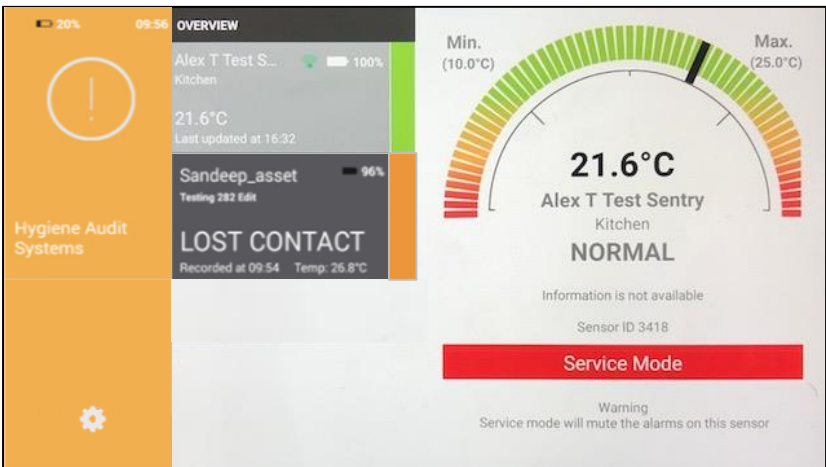 20%
09:56
Hygiene Audit
Systems
OVERVIEW
Alex T Test S...
100%
Kitchen
21.6°C
Last updated at 16:32
Sandeep_asset
96%
Testing 282 Edit
LOST CONTACT
Recorded at 09:54 Temp: 26.8°C
Min.
(10.0°C)
Max.
(25.0°C)
21.6°C
Alex T Test Sentry
Kitchen
NORMAL
Information is not available
Sensor ID 3418
Service Mode
Warning
Service mode will mute the alarms on this sensor